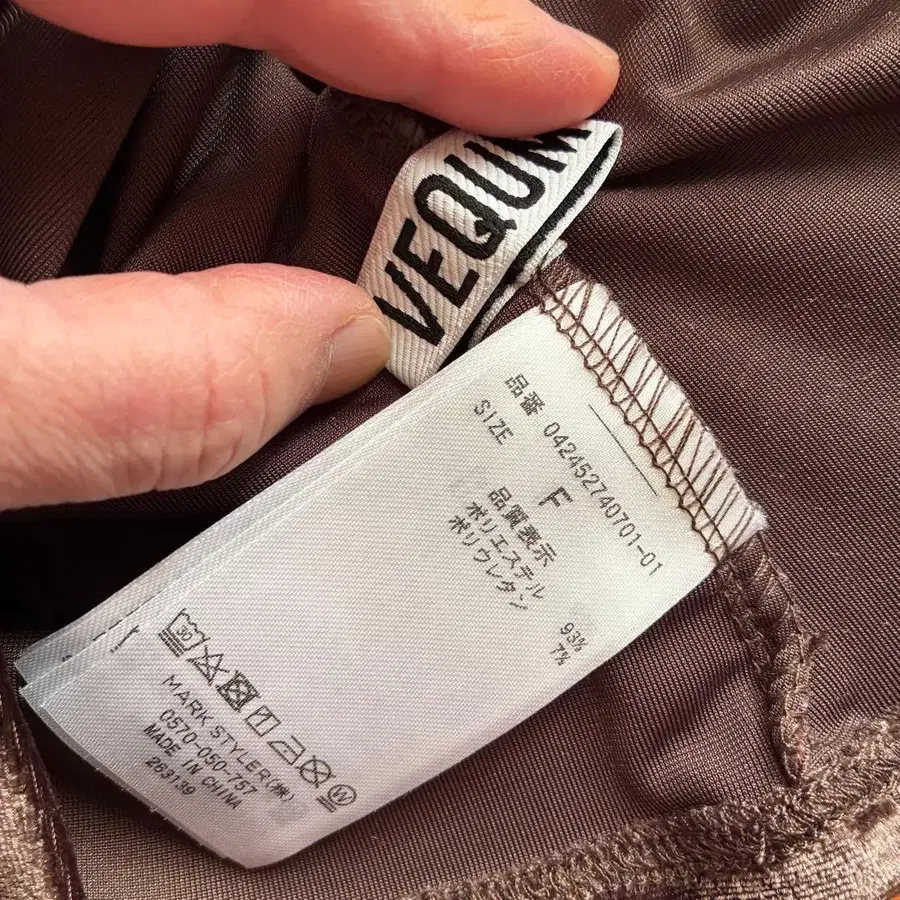 VEQUM
品番 042452740701-01
SIZE F
品質表示
ポリエステル 93%
ポリウレタン 7%
30
W
MARK STYLER(株)
0570-050-757
MADE IN CHINA
263139